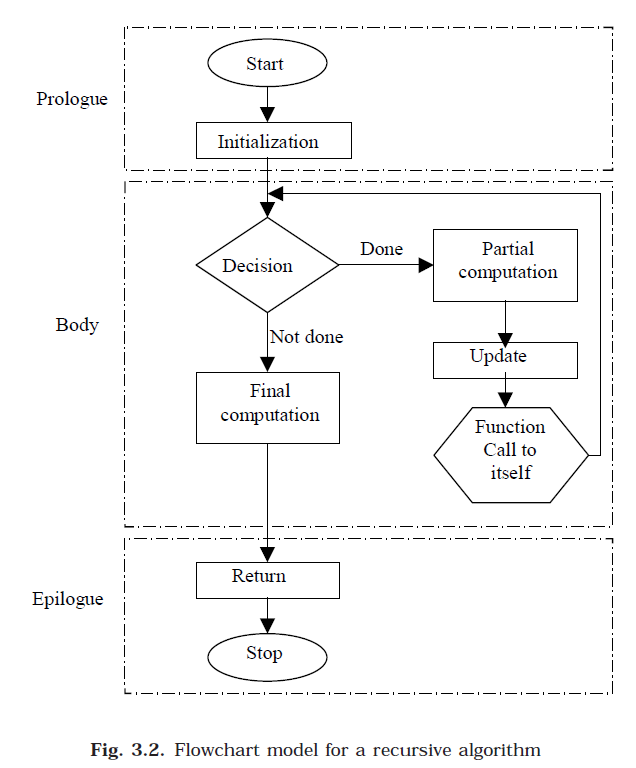 Start
Prologue
Initialization
Decision
Done
Partial
computation
Body
Not done
Update
Final
computation
Function
Call to
itself
Return
Epilogue
Stop
Fig. 3.2. Flowchart model for a recursive algorithm